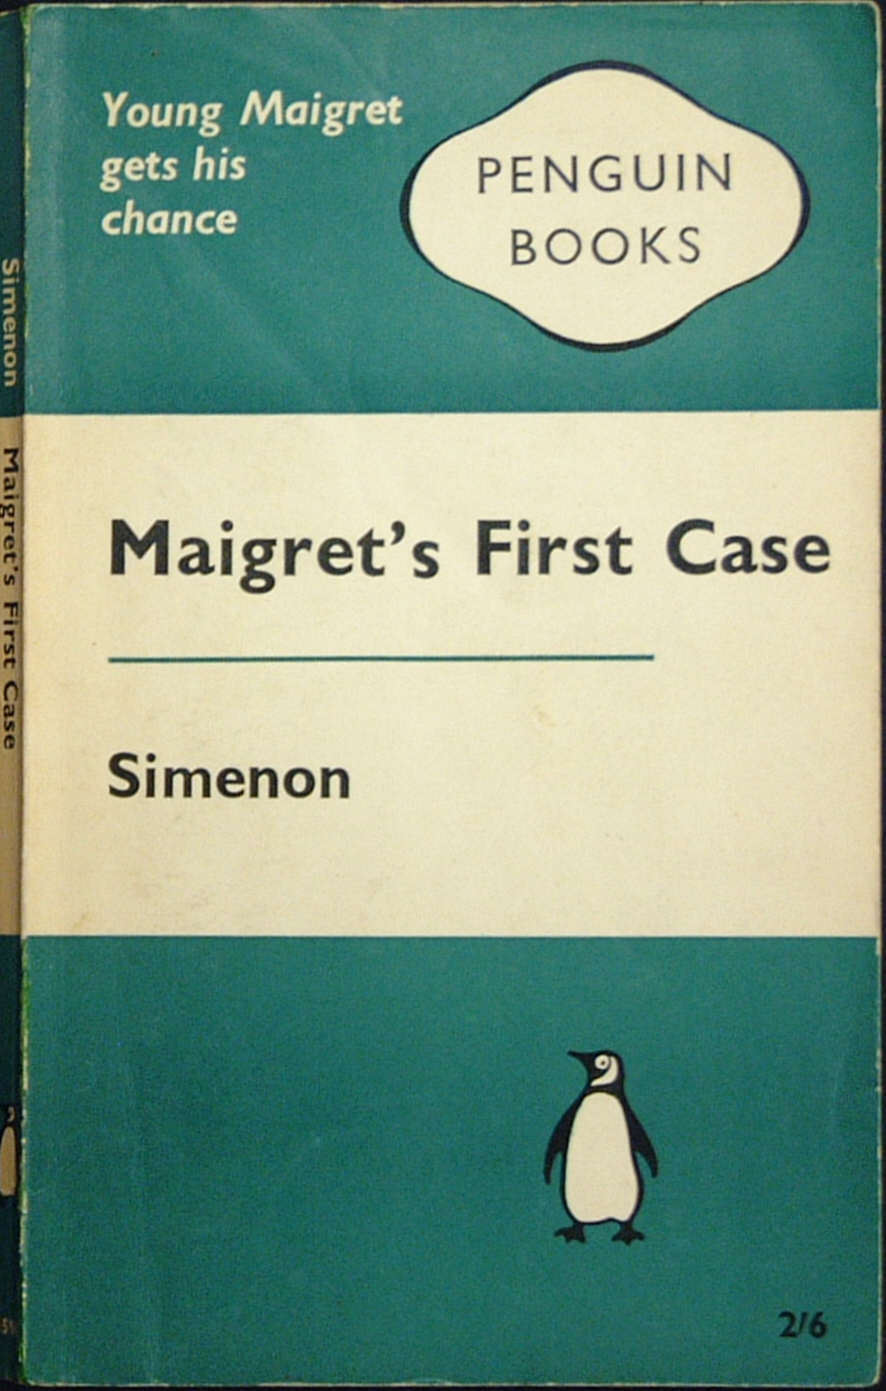 Young Maigret
gets his
chance
PENGUIN
BOOKS
Maigret's First Case
Simenon
2/6
Simenon
Maigret's First Case